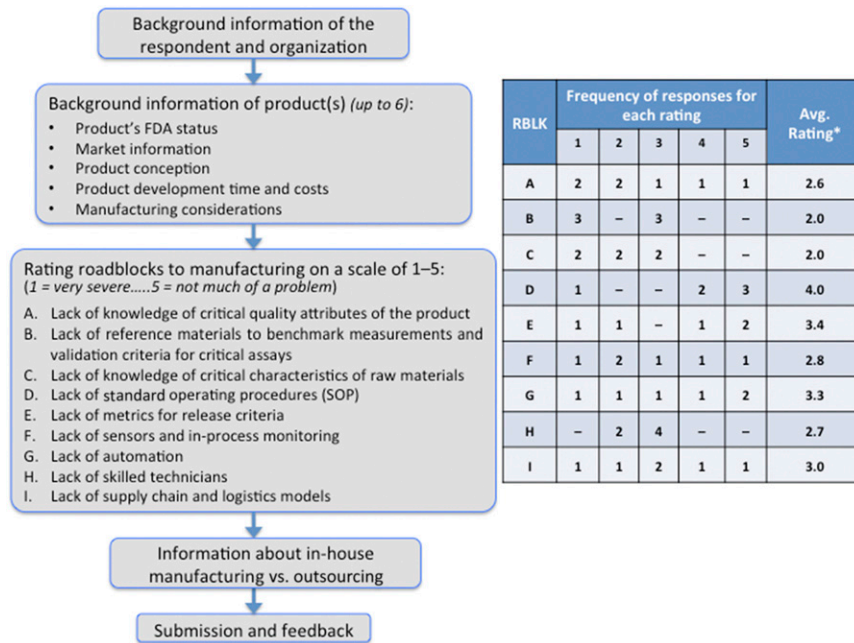 Background information of the
respondent and organization
Background information of product(s) (up to 6):
• Product's FDA status
• Market information
• Product conception
• Product development time and costs
• Manufacturing considerations
Rating roadblocks to manufacturing on a scale of 1–5:
(1 = very severe.....5 = not much of a problem)
A. Lack of knowledge of critical quality attributes of the product
B. Lack of reference materials to benchmark measurements and
validation criteria for critical assays
C. Lack of knowledge of critical characteristics of raw materials
D. Lack of standard operating procedures (SOP)
E. Lack of metrics for release criteria
F. Lack of sensors and in-process monitoring
G. Lack of automation
H. Lack of skilled technicians
I. Lack of supply chain and logistics models
Information about in-house
manufacturing vs. outsourcing
Submission and feedback
RBLK
Frequency of responses for
each rating
Avg.
Rating*
1 2 3 4 5
A 2 2 1 1 1 2.6
B 3 – 3 – – 2.0
C 2 2 2 – – 2.0
D 1 – – 2 3 4.0
E 1 1 – 1 2 3.4
F 1 2 1 1 1 2.8
G 1 1 1 1 2 3.3
H – 2 4 – – 2.7
I 1 1 2 1 1 3.0